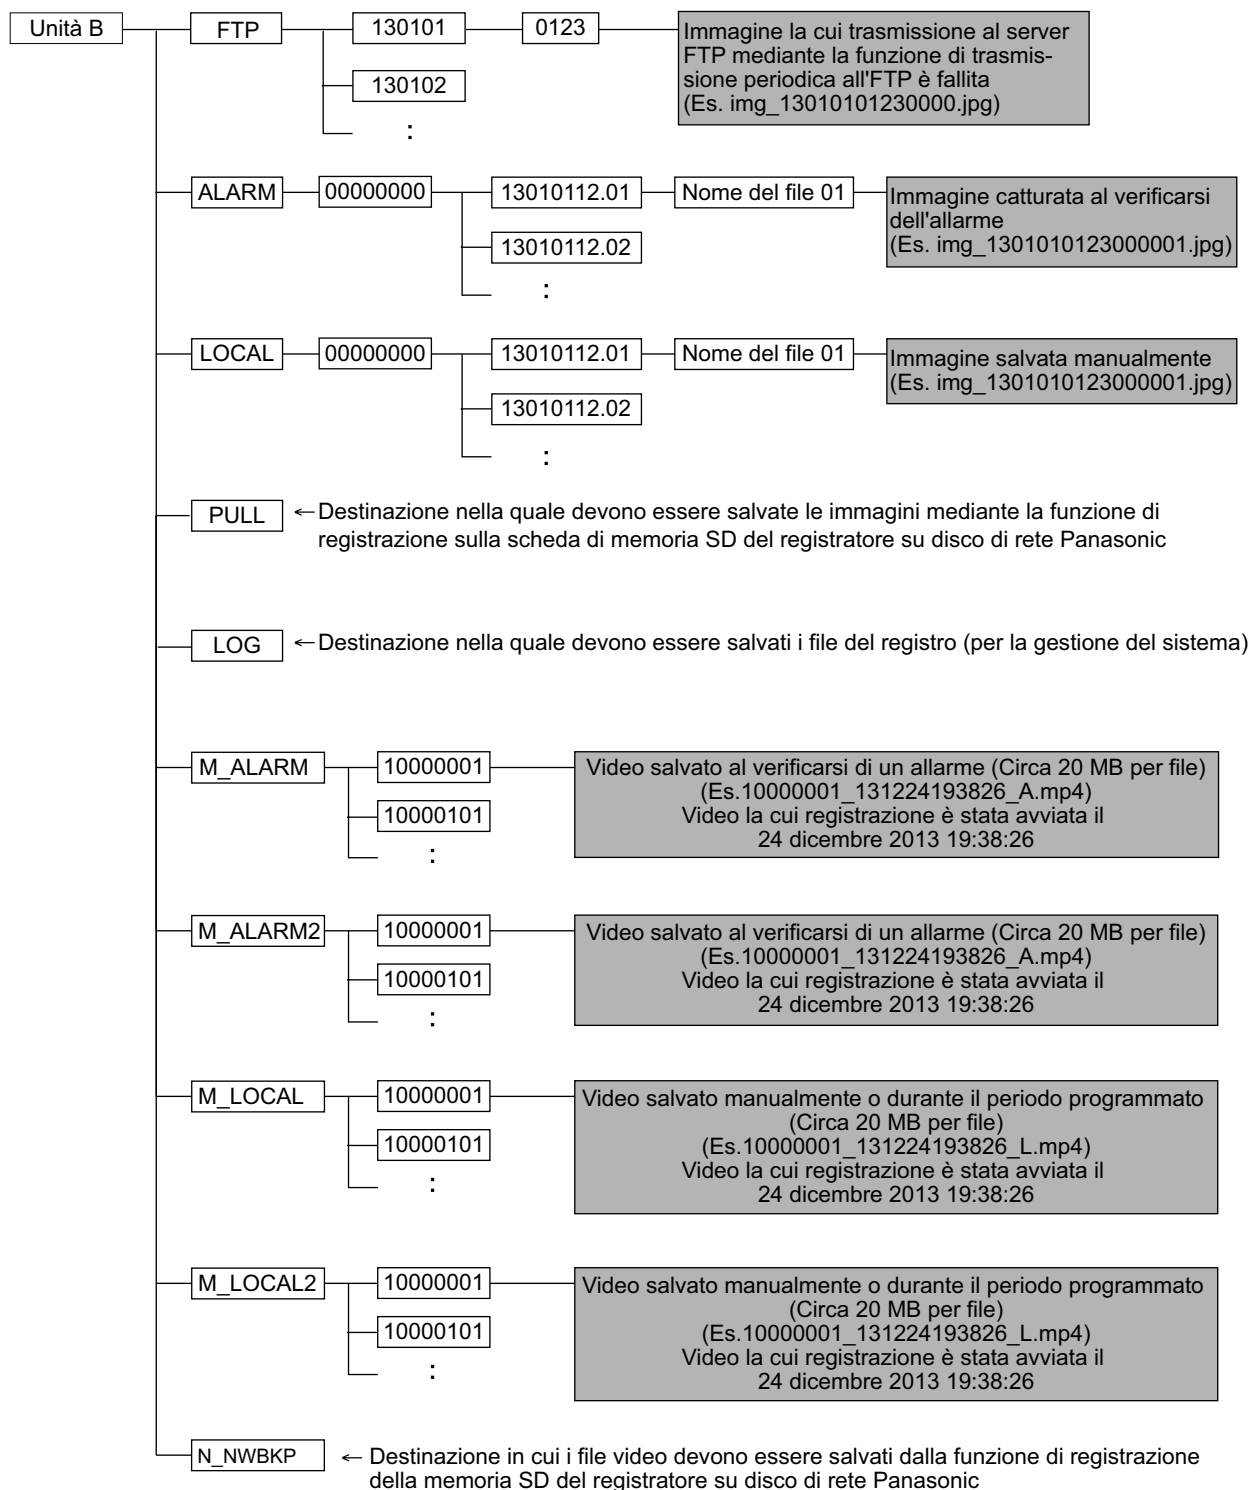 Unità B
FTP
130101
0123
Immagine la cui trasmissione al server
FTP mediante la funzione di trasmis-
sione periodica all'FTP è fallita
(Es. img_13010101230000.jpg)
130102
:
ALARM
00000000
13010112.01
Nome del file 01
Immagine catturata al verificarsi
dell'allarme
(Es. img_1301010123000001.jpg)
13010112.02
:
LOCAL
00000000
13010112.01
Nome del file 01
Immagine salvata manualmente
(Es. img_1301010123000001.jpg)
13010112.02
:
PULL
←Destinazione nella quale devono essere salvate le immagini mediante la funzione di
registrazione sulla scheda di memoria SD del registratore su disco di rete Panasonic
LOG
←Destinazione nella quale devono essere salvati i file del registro (per la gestione del sistema)
M_ALARM
10000001
Video salvato al verificarsi di un allarme (Circa 20 MB per file)
(Es.10000001_131224193826_A.mp4)
Video la cui registrazione è stata avviata il
24 dicembre 2013 19:38:26
10000101
:
M_ALARM2
10000001
Video salvato al verificarsi di un allarme (Circa 20 MB per file)
(Es.10000001_131224193826_A.mp4)
Video la cui registrazione è stata avviata il
24 dicembre 2013 19:38:26
10000101
:
M_LOCAL
10000001
Video salvato manualmente o durante il periodo programmato
(Circa 20 MB per file)
(Es.10000001_131224193826_L.mp4)
Video la cui registrazione è stata avviata il
24 dicembre 2013 19:38:26
10000101
:
M_LOCAL2
10000001
Video salvato manualmente o durante il periodo programmato
(Circa 20 MB per file)
(Es.10000001_131224193826_L.mp4)
Video la cui registrazione è stata avviata il
24 dicembre 2013 19:38:26
10000101
:
N_NWBKP
← Destinazione in cui i file video devono essere salvati dalla funzione di registrazione
della memoria SD del registratore su disco di rete Panasonic